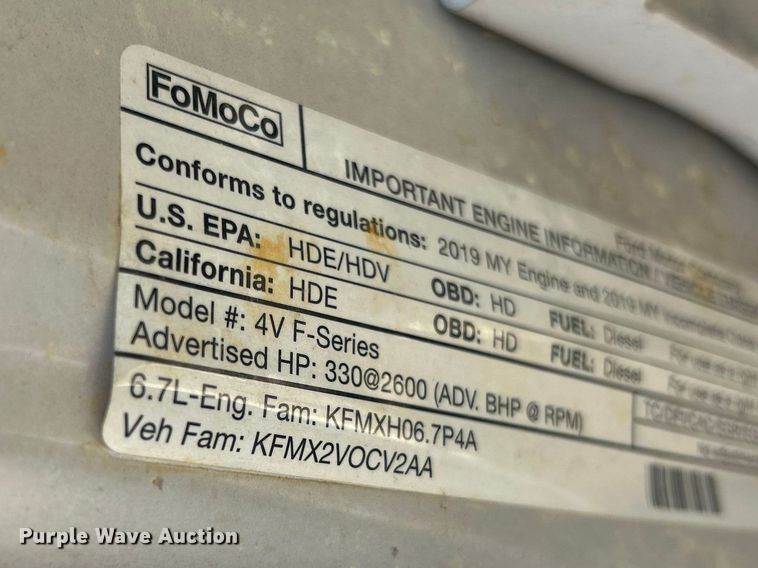 FoMoCo
IMPORTANT ENGINE INFORMATION /
Ford Motor
Conforms to regulations: 2019 MY Engine and 2019 MY
U.S. EPA: HDE/HDV OBD: HD FUEL: Diesel
California: HDE OBD: HD FUEL: Diesel
Model #: 4V F-Series
Advertised HP: 330@2600 (ADV. BHP @ RPM)
6.7L-Eng. Fam: KFMXH06.7P4A
Veh Fam: KFMX2VOCV2AA
Purple Wave Auction